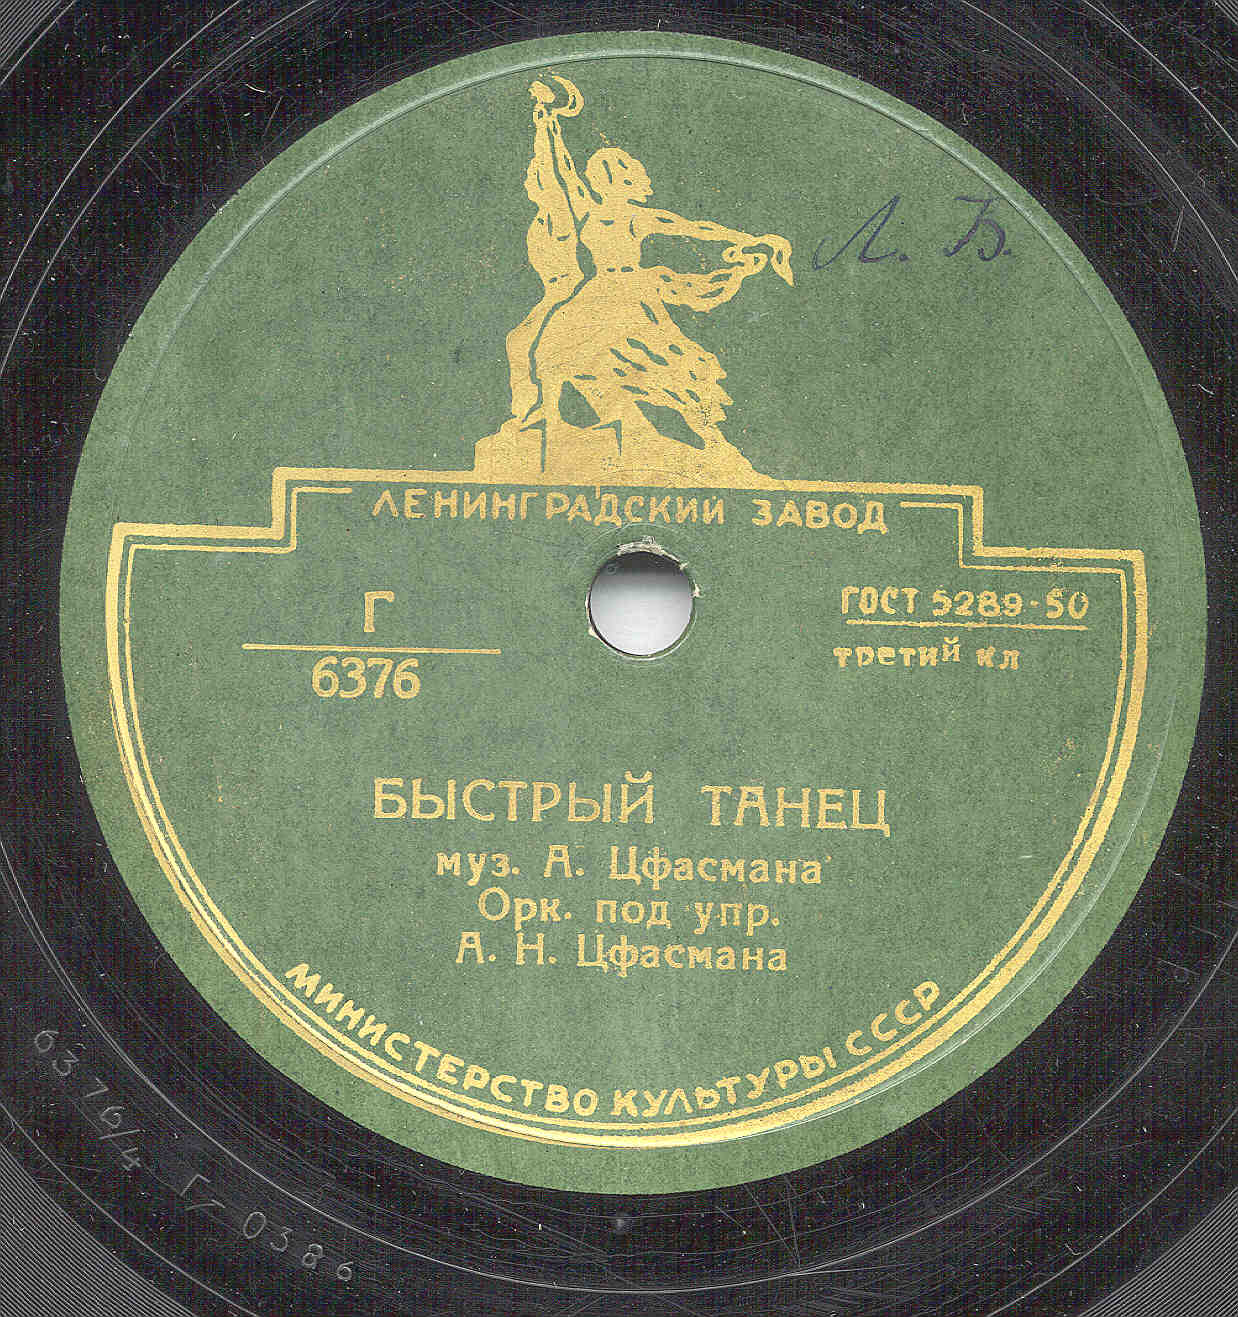 Л. Б.
ЛЕНИНГРАДСКИЙ ЗАВОД
Г
6376
ГОСТ 5289-50
третий кл
БЫСТРЫЙ ТАНЕЦ
муз. А. Цфасмана
Орк. под упр.
А. Н. Цфасмана
МИНИСТЕРСТВО КУЛЬТУРЫ СССР
6376/4 Г-0386